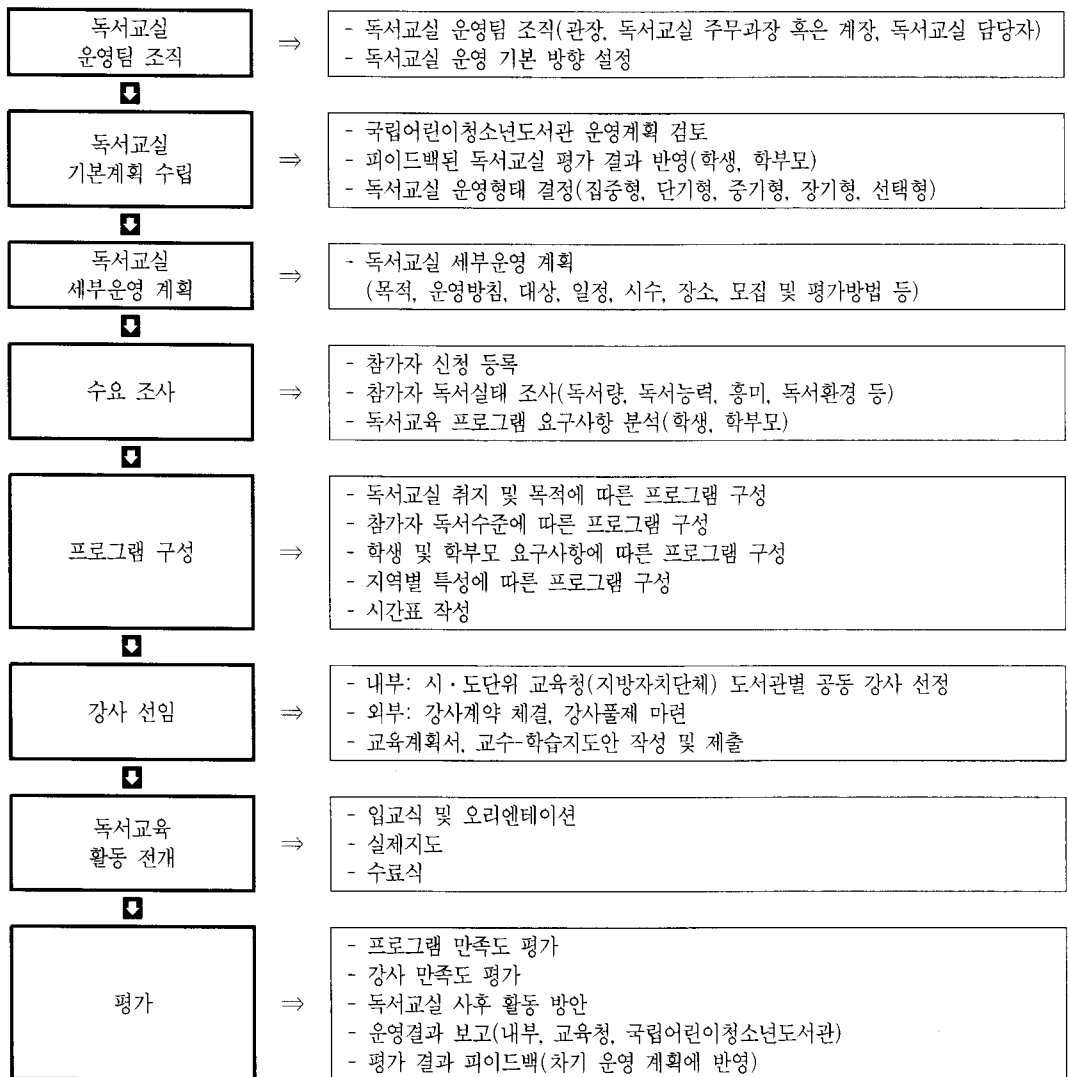 독서교실
운영팀 조직
⇒
- 독서교실 운영팀 조직(관장, 독서교실 주무과장 혹은 계장, 독서교실 담당자)
- 독서교실 운영 기본 방향 설정
독서교실
기본계획 수립
⇒
- 국립어린이청소년도서관 운영계획 검토
- 피이드백된 독서교실 평가 결과 반영(학생, 학부모)
- 독서교실 운영형태 결정(집중형, 단기형, 중기형, 장기형, 선택형)
독서교실
세부운영 계획
⇒
- 독서교실 세부운영 계획
(목적, 운영방침, 대상, 일정, 시수, 장소, 모집 및 평가방법 등)
수요 조사
⇒
- 참가자 신청 등록
- 참가자 독서실태 조사(독서량, 독서능력, 흥미, 독서환경 등)
- 독서교육 프로그램 요구사항 분석(학생, 학부모)
프로그램 구성
⇒
- 독서교실 취지 및 목적에 따른 프로그램 구성
- 참가자 독서수준에 따른 프로그램 구성
- 학생 및 학부모 요구사항에 따른 프로그램 구성
- 지역별 특성에 따른 프로그램 구성
- 시간표 작성
강사 선임
⇒
- 내부: 시·도단위 교육청(지방자치단체) 도서관별 공동 강사 선정
- 외부: 강사계약 체결, 강사풀제 마련
- 교육계획서, 교수-학습지도안 작성 및 제출
독서교육
활동 전개
⇒
- 입교식 및 오리엔테이션
- 실제지도
- 수료식
평가
⇒
- 프로그램 만족도 평가
- 강사 만족도 평가
- 독서교실 사후 활동 방안
- 운영결과 보고(내부, 교육청, 국립어린이청소년도서관)
- 평가 결과 피이드백(차기 운영 계획에 반영)